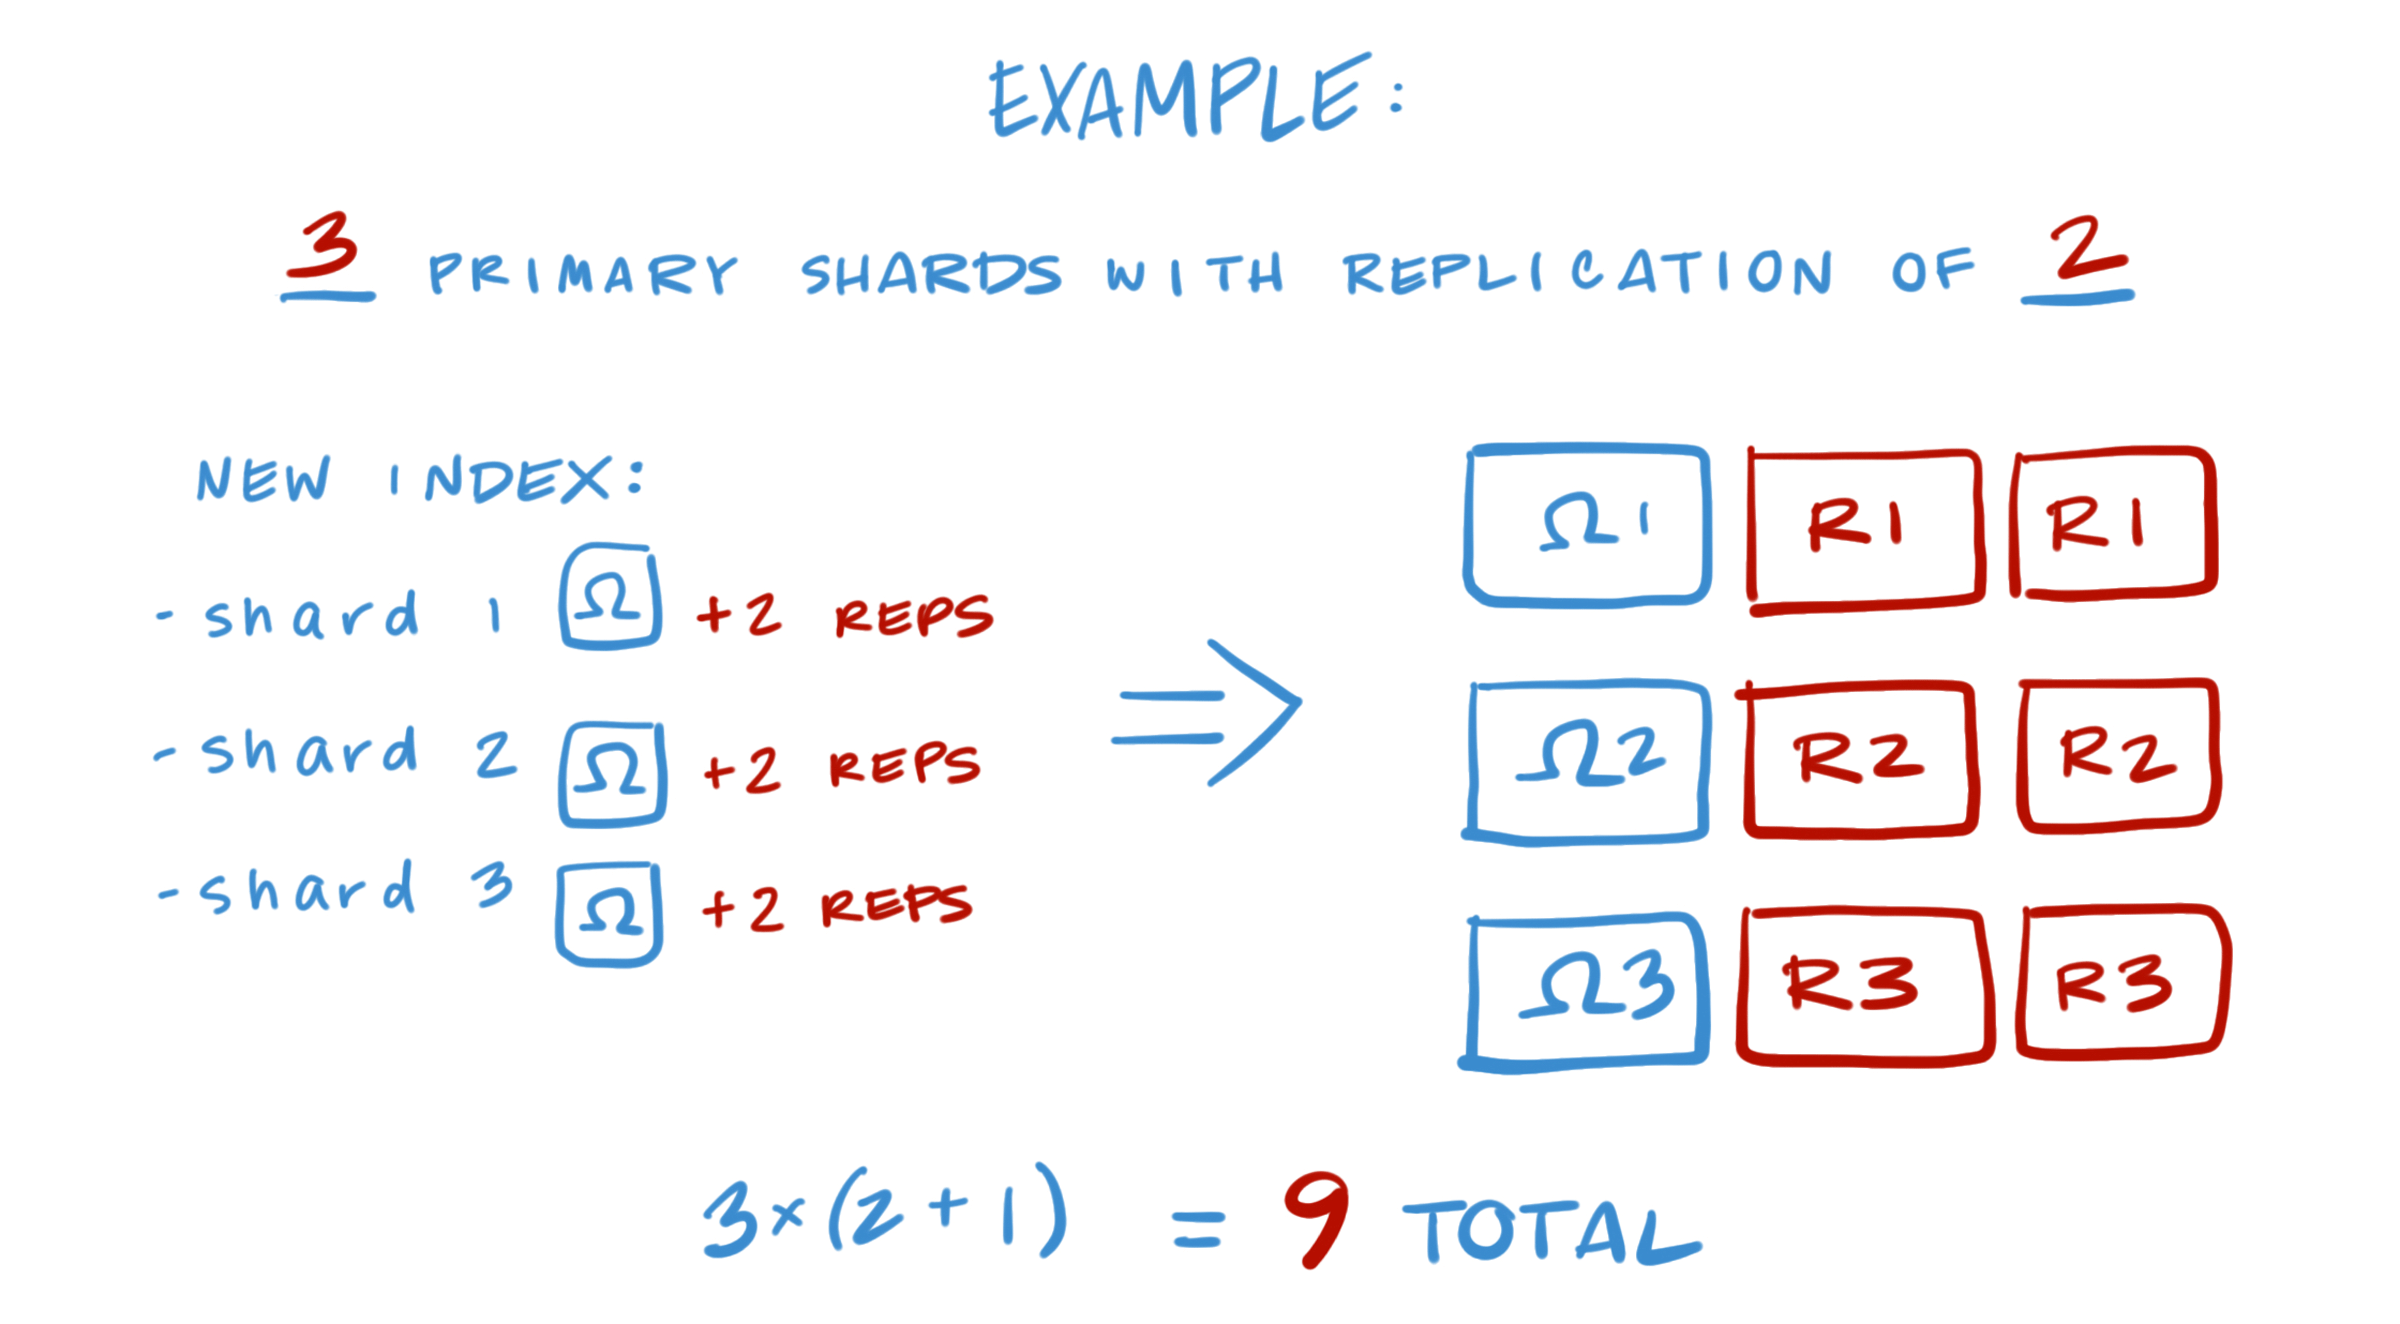 EXAMPLE:
3 PRIMARY SHARDS WITH REPLICATION OF 2
NEW INDEX:
- shard 1 Ω +2 REPS
- shard 2 Ω +2 REPS
- shard 3 Ω +2 REPS
Ω1 R1 R1
Ω2 R2 R2
Ω3 R3 R3
3×(2+1) = 9 TOTAL